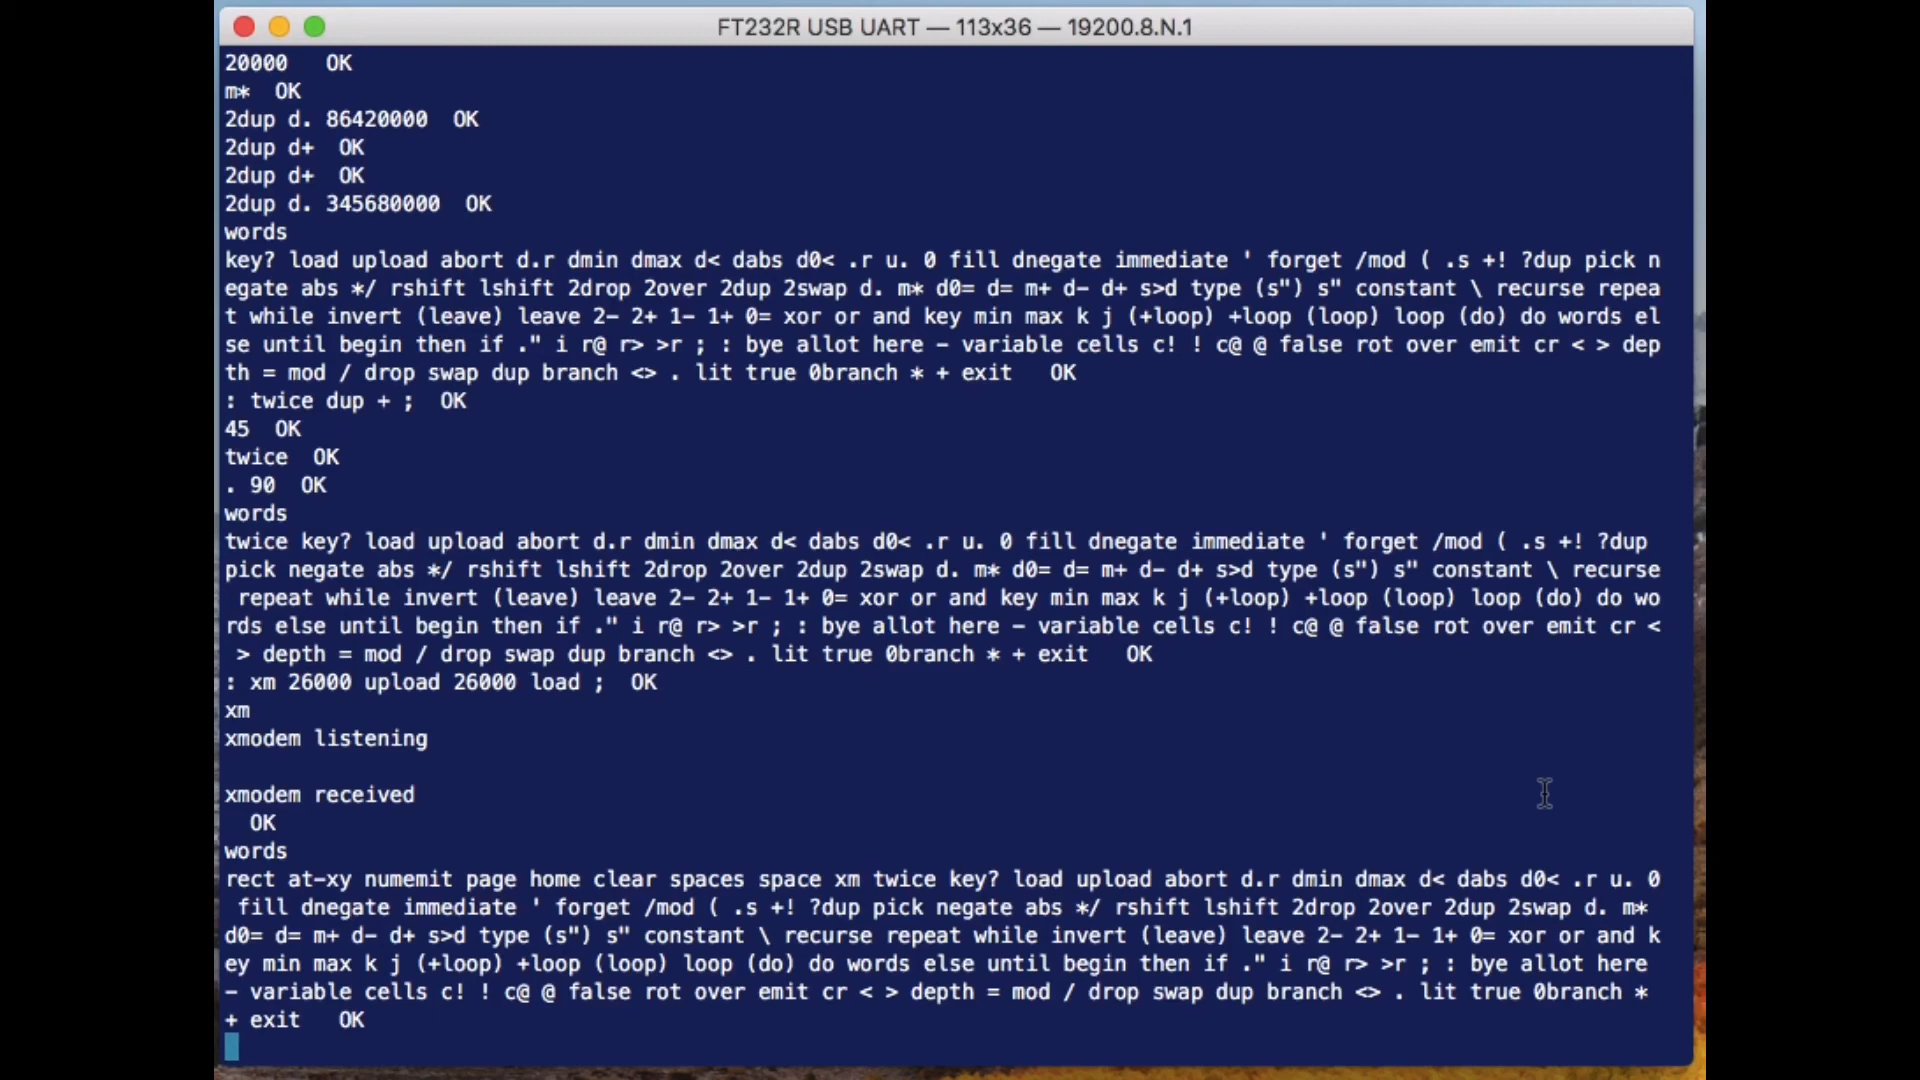 FT232R USB UART — 113x36 — 19200.8.N.1
20000   OK
m*  OK
2dup d. 86420000  OK
2dup d+  OK
2dup d+  OK
2dup d. 345680000  OK
words
key? load upload abort d.r dmin dmax d< dabs d0< .r u. 0 fill dnegate immediate ' forget /mod ( .s +! ?dup pick n
egate abs */ rshift lshift 2drop 2over 2dup 2swap d. m* d0= d= m+ d- d+ s>d type (s") s" constant \ recurse repea
t while invert (leave) leave 2- 2+ 1- 1+ 0= xor or and key min max k j (+loop) +loop (loop) loop (do) do words el
se until begin then if ." i r@ r> >r ; : bye allot here - variable cells c! ! c@ @ false rot over emit cr < > dep
th = mod / drop swap dup branch <> . lit true 0branch * + exit   OK
: twice dup + ;  OK
45  OK
twice  OK
. 90  OK
words
twice key? load upload abort d.r dmin dmax d< dabs d0< .r u. 0 fill dnegate immediate ' forget /mod ( .s +! ?dup
pick negate abs */ rshift lshift 2drop 2over 2dup 2swap d. m* d0= d= m+ d- d+ s>d type (s") s" constant \ recurse
 repeat while invert (leave) leave 2- 2+ 1- 1+ 0= xor or and key min max k j (+loop) +loop (loop) loop (do) do wo
rds else until begin then if ." i r@ r> >r ; : bye allot here - variable cells c! ! c@ @ false rot over emit cr <
 > depth = mod / drop swap dup branch <> . lit true 0branch * + exit   OK
: xm 26000 upload 26000 load ;  OK
xm
xmodem listening
xmodem received
  OK
words
rect at-xy numemit page home clear spaces space xm twice key? load upload abort d.r dmin dmax d< dabs d0< .r u. 0
 fill dnegate immediate ' forget /mod ( .s +! ?dup pick negate abs */ rshift lshift 2drop 2over 2dup 2swap d. m*
d0= d= m+ d- d+ s>d type (s") s" constant \ recurse repeat while invert (leave) leave 2- 2+ 1- 1+ 0= xor or and k
ey min max k j (+loop) +loop (loop) loop (do) do words else until begin then if ." i r@ r> >r ; : bye allot here
- variable cells c! ! c@ @ false rot over emit cr < > depth = mod / drop swap dup branch <> . lit true 0branch *
+ exit   OK